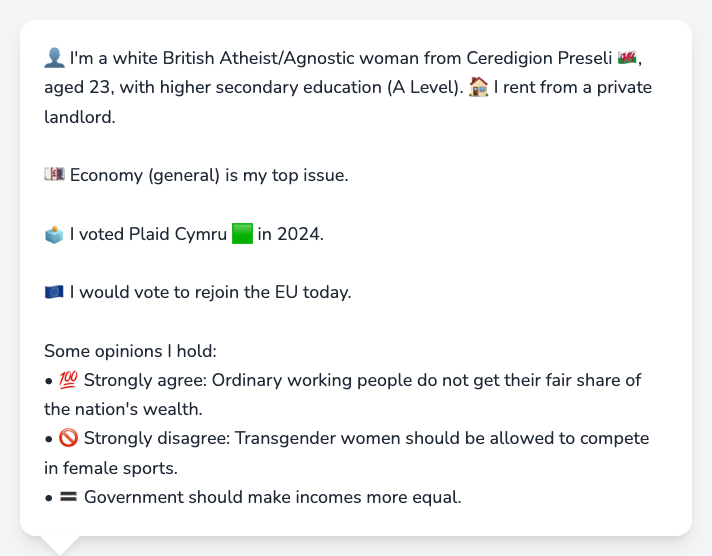 👤 I'm a white British Atheist/Agnostic woman from Ceredigion Preseli 🏴󠁧󠁢󠁷󠁬󠁳󠁿,
aged 23, with higher secondary education (A Level). 🏠 I rent from a private
landlord.
💷 Economy (general) is my top issue.
🗳️ I voted Plaid Cymru 🟩 in 2024.
🇪🇺 I would vote to rejoin the EU today.
Some opinions I hold:
• 💯 Strongly agree: Ordinary working people do not get their fair share of
the nation's wealth.
• 🚫 Strongly disagree: Transgender women should be allowed to compete
in female sports.
• 🟰 Government should make incomes more equal.